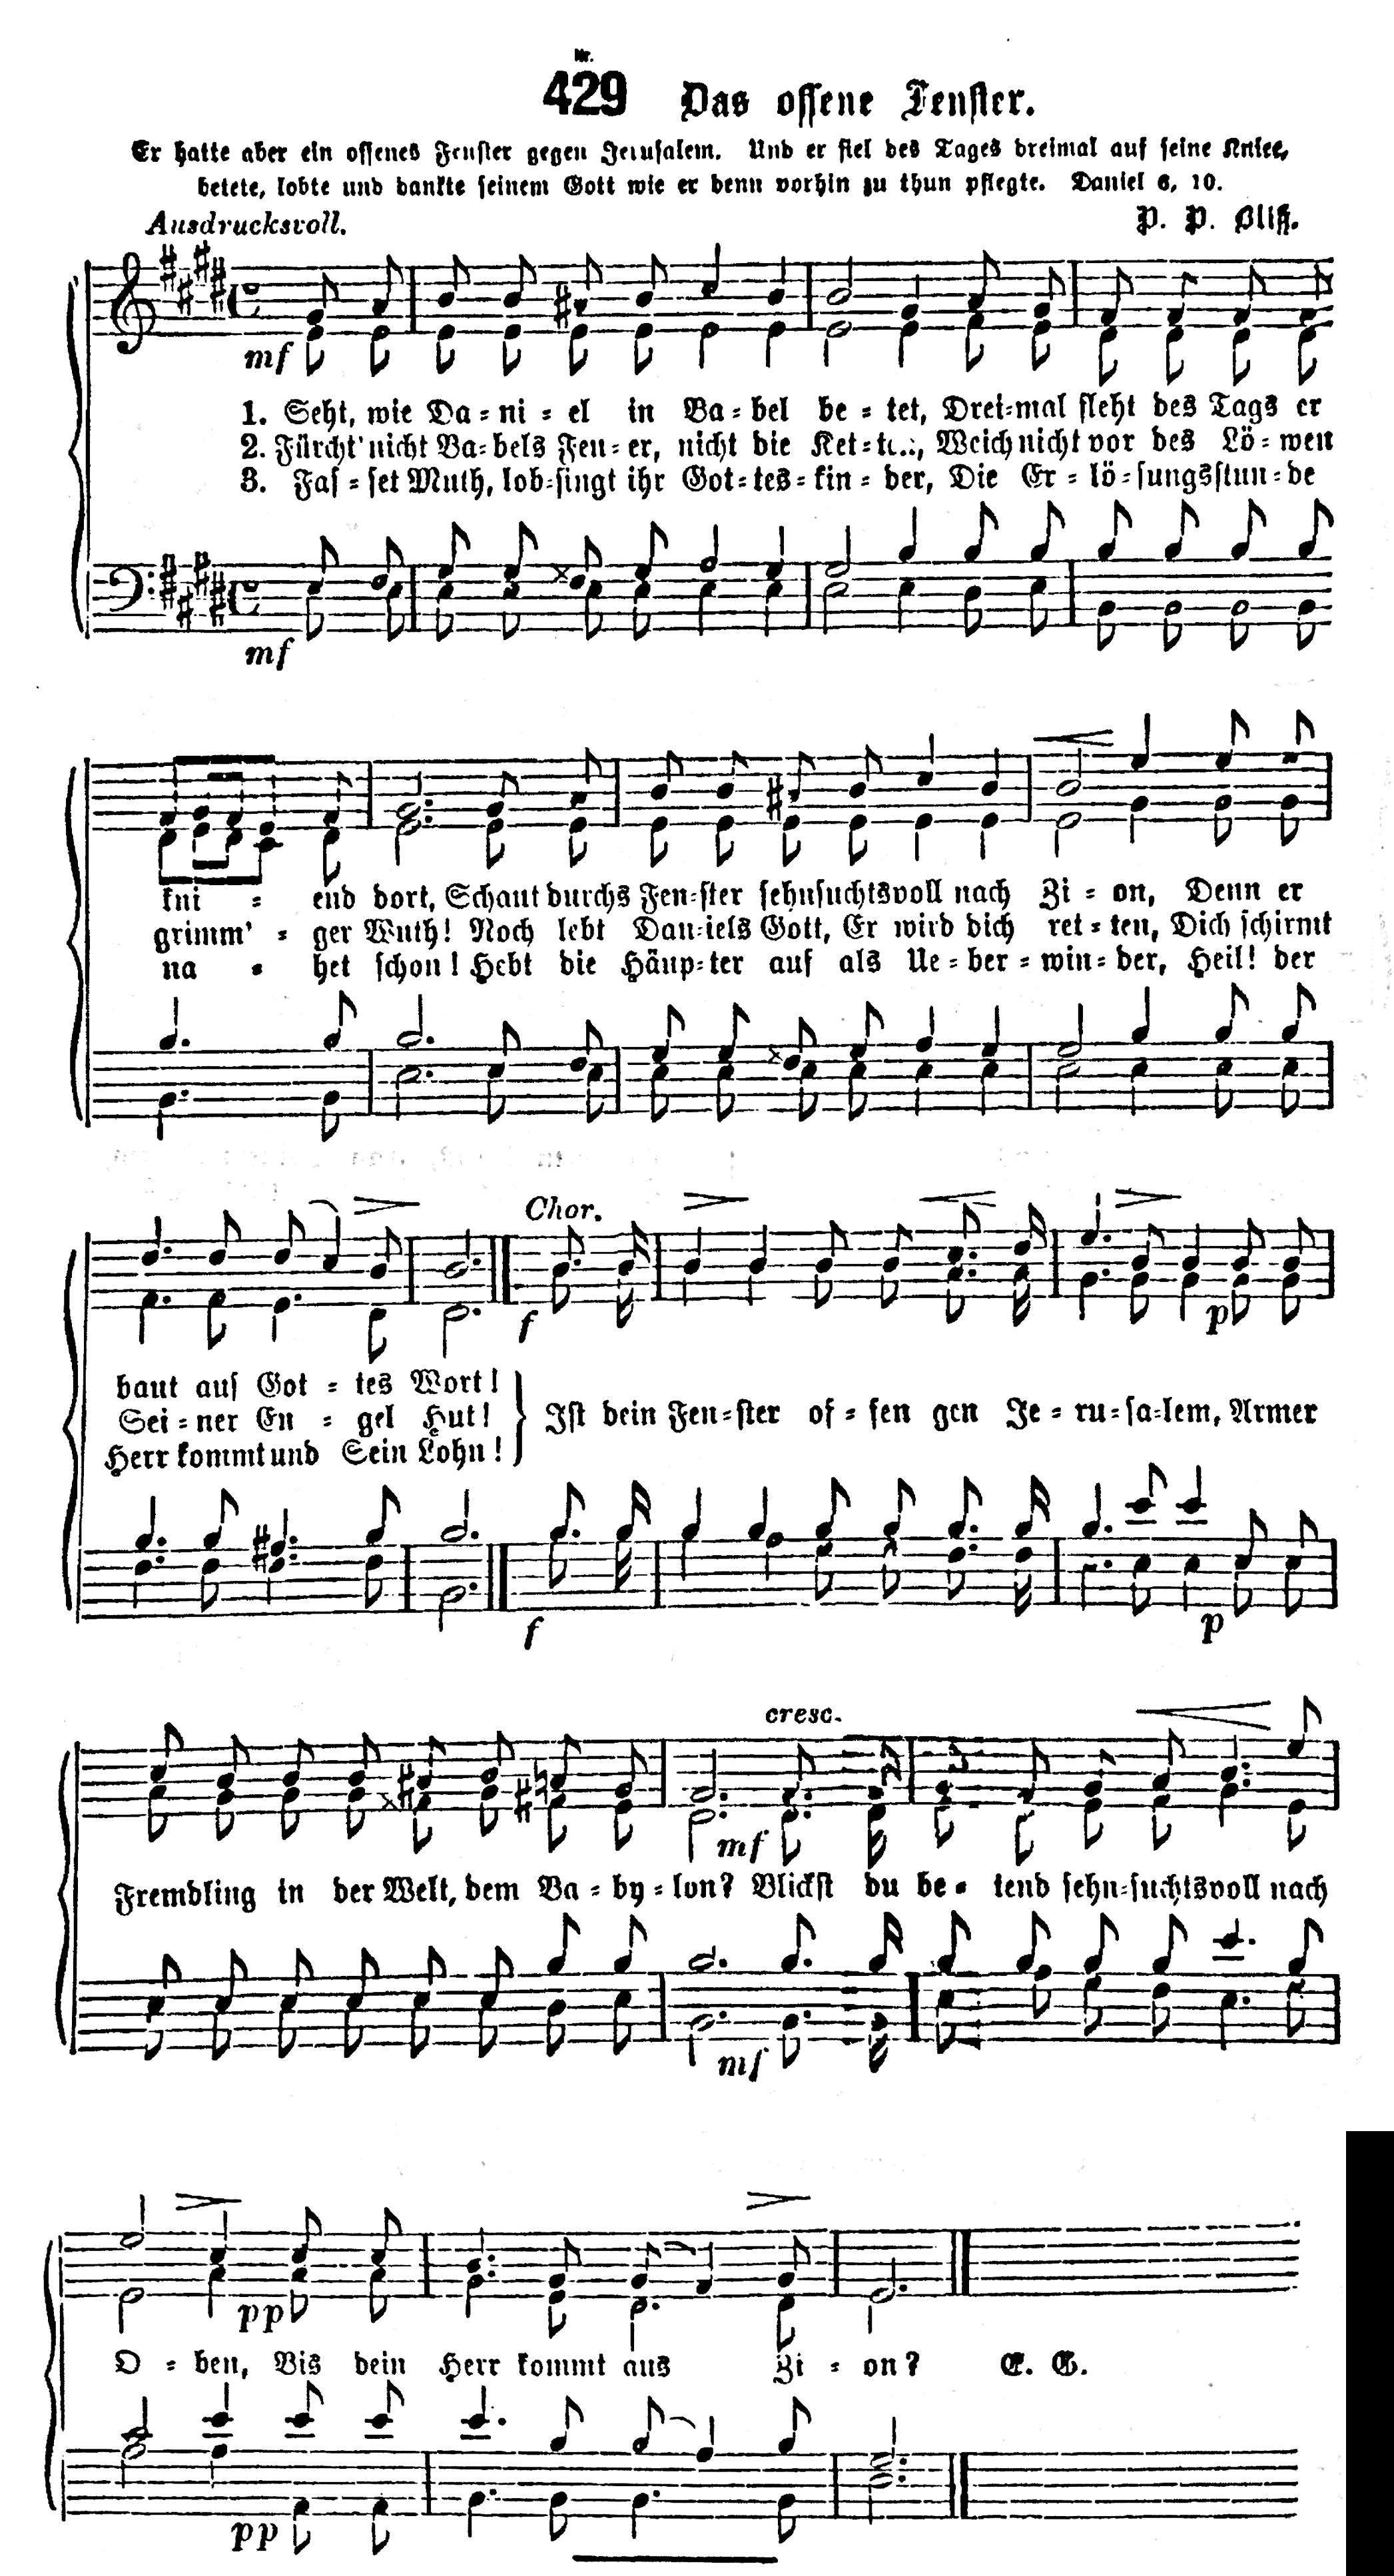 Nr.
429 Das offene Fenster.
Er hatte aber ein offenes Fenster gegen Jerusalem. Und er fiel des Tages dreimal auf seine Kniee,
betete, lobte und dankte seinem Gott wie er denn vorhin zu thun pflegte. Daniel 6, 10.
Ausdrucksvoll. P. P. Bliß.
mf
1. Seht, wie Da=ni=el in Ba=bel be=tet, Drei=mal fleht des Tags er
2. Fürcht' nicht Ba=bels Feu=er, nicht die Weich nicht vor des Lö=wen
3. Fas=set Muth, lob=singt ihr Got=tes=kin=der, Die Er=lö=sungsstun=de
mf
kni = end dort, Schaut durchs Fen=ster sehnsuchtsvoll nach Zi=on, Denn er
grimm' = ger Wuth! Noch lebt Dan=iels Gott, Er wird dich ret=ten, Dich schirmt
na = het schon! Hebt die Häup=ter auf als Ue=ber=win=der, Heil! der
Chor.
f p
baut auf Got=tes Wort!
Sei=ner En=gel Hut! } Ist dein Fen=ster of=fen gen Je=ru=sa=lem, Armer
Herr kommt und Sein Lohn!
f p
cresc.
mf
Fremdling in der Welt, dem Ba=by=lon? Blickst du be=tend sehn=suchtsvoll nach
mf
pp
O=ben, Bis dein Herr kommt aus Zi=on? E. G.
pp